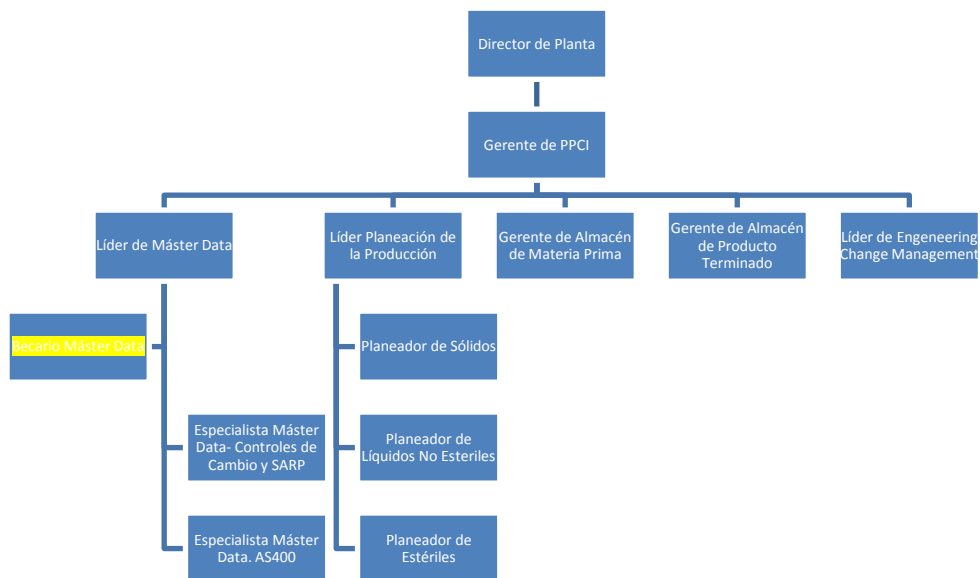 Director de Planta
Gerente de PPCI
Líder de Máster Data
Líder Planeación de
la Producción
Gerente de Almacén
de Materia Prima
Gerente de Almacén
de Producto
Terminado
Líder de Engeneering
Change Management
Becario Máster Data
Planeador de Sólidos
Especialista Máster
Data- Controles de
Cambio y SARP
Planeador de
Líquidos No Esteriles
Especialista Máster
Data. AS400
Planeador de
Estériles